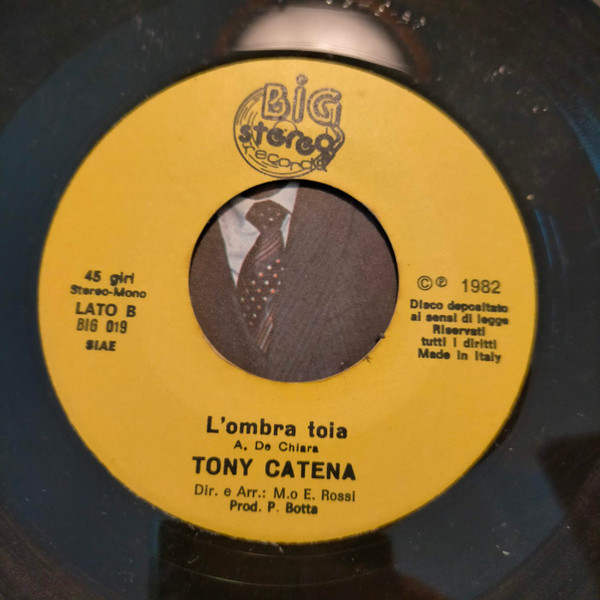 BIG
stereo
records
45 giri
Stereo-Mono
LATO B
BIG 019
SIAE
© ℗ 1982
Disco depositato
ai sensi di legge
Riservati
tutti i diritti
Made in Italy
L'ombra toia
A. De Chiara
TONY CATENA
Dir. e Arr.: M.o E. Rossi
Prod. P. Botta